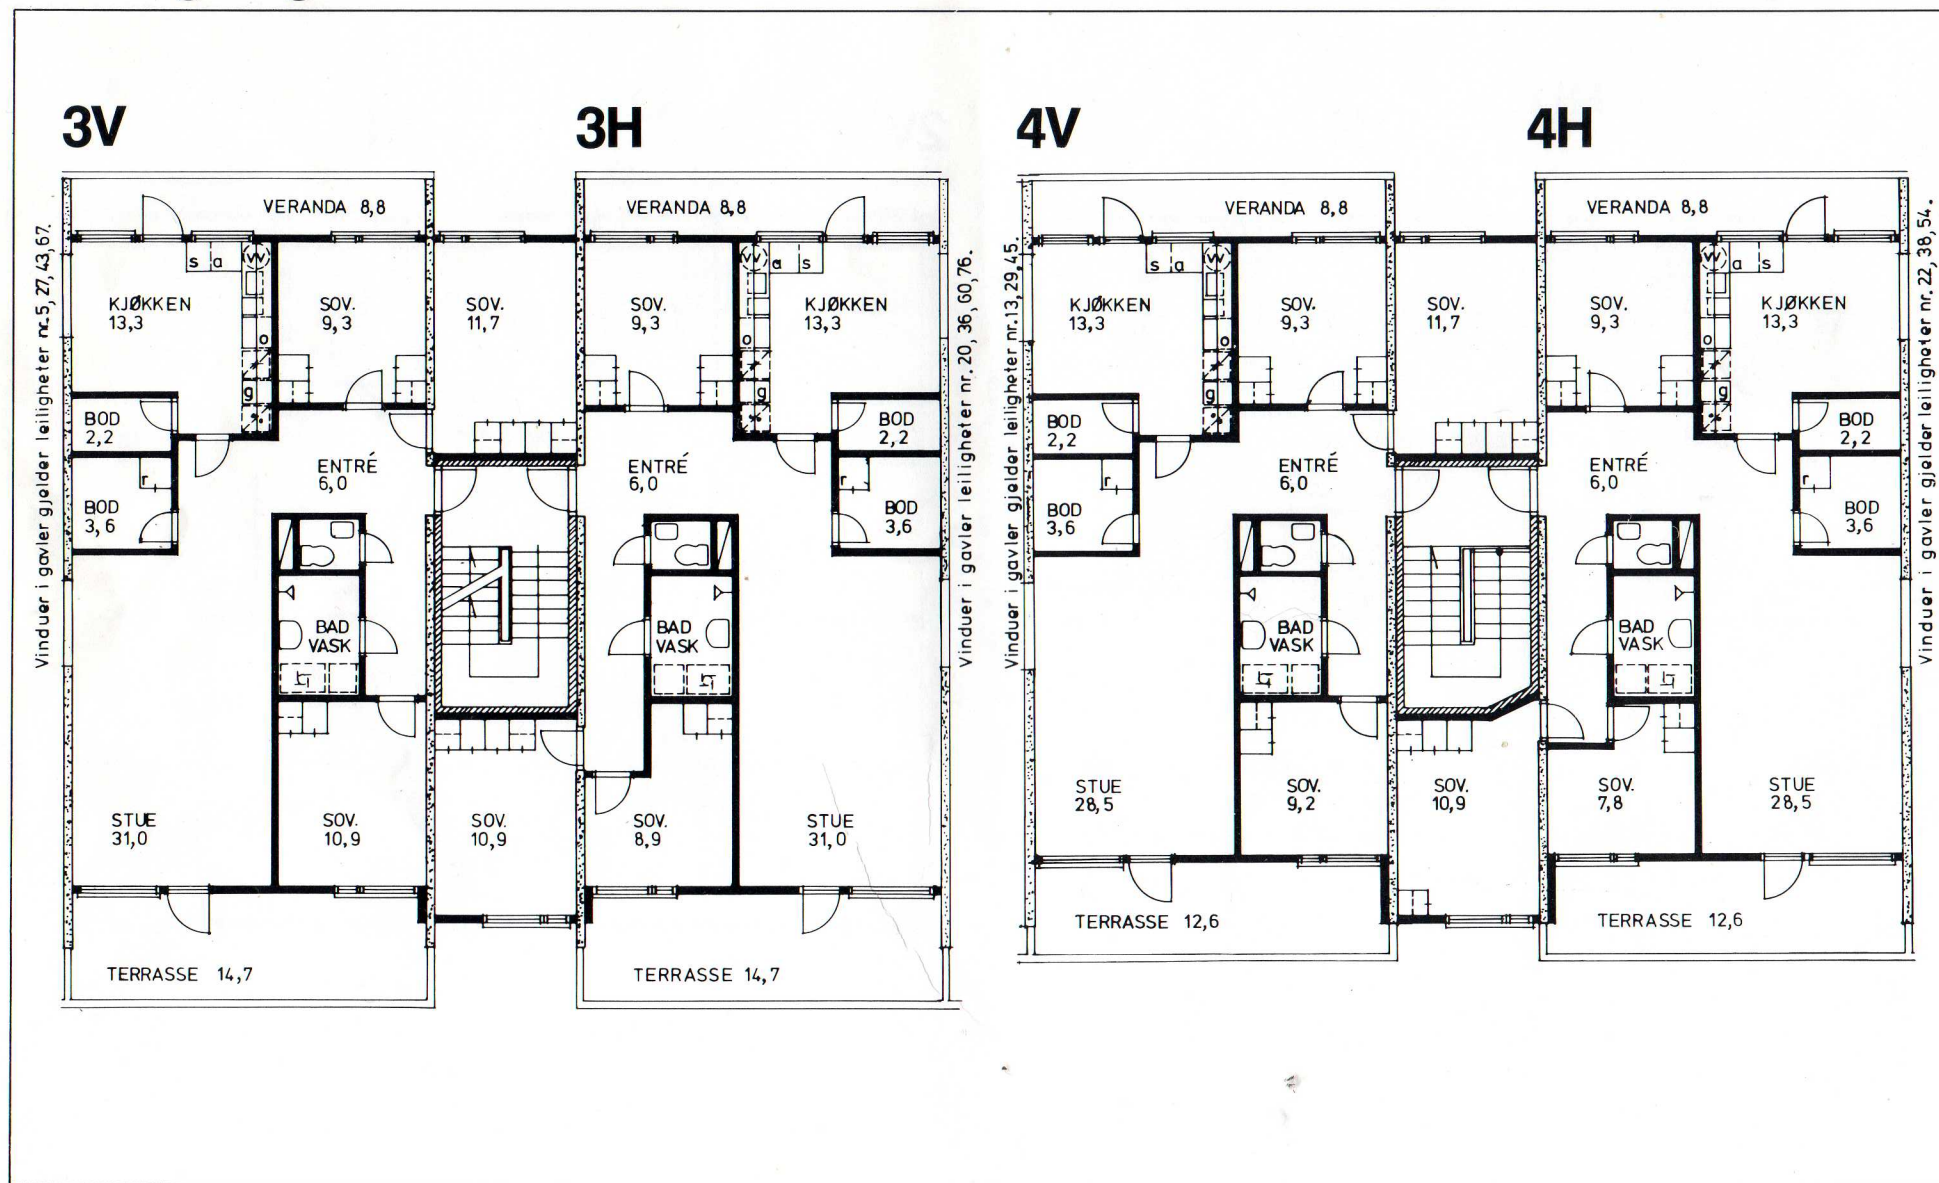 3V
3H
4V
4H
Vinduer i gavler gjelder leiligheter nr. 5, 27, 43, 67.
VERANDA 8,8
s a
VV
KJØKKEN
13,3
o
g
SOV.
9,3
SOV.
11,7
BOD
2,2
BOD
3,6
r
ENTRÉ
6,0
BAD
VASK
STUE
31,0
SOV.
10,9
SOV.
10,9
TERRASSE 14,7
VERANDA 8,8
SOV.
9,3
VV
a s
KJØKKEN
13,3
o
g
BOD
2,2
BOD
3,6
r
ENTRÉ
6,0
BAD
VASK
SOV.
8,9
STUE
31,0
TERRASSE 14,7
Vinduer i gavler leiligheter nr. 20, 36, 60, 76.
Vinduer i gavler gjelder leiligheter nr. 13, 29, 45.
VERANDA 8,8
s a
VV
KJØKKEN
13,3
o
g
SOV.
9,3
SOV.
11,7
BOD
2,2
BOD
3,6
r
ENTRÉ
6,0
BAD
VASK
STUE
28,5
SOV.
9,2
SOV.
10,9
TERRASSE 12,6
VERANDA 8,8
SOV.
9,3
VV
a s
KJØKKEN
13,3
o
g
BOD
2,2
BOD
3,6
r
ENTRÉ
6,0
BAD
VASK
SOV.
7,8
STUE
28,5
TERRASSE 12,6
Vinduer i gavler gjelder leiligheter nr. 22, 38, 54.